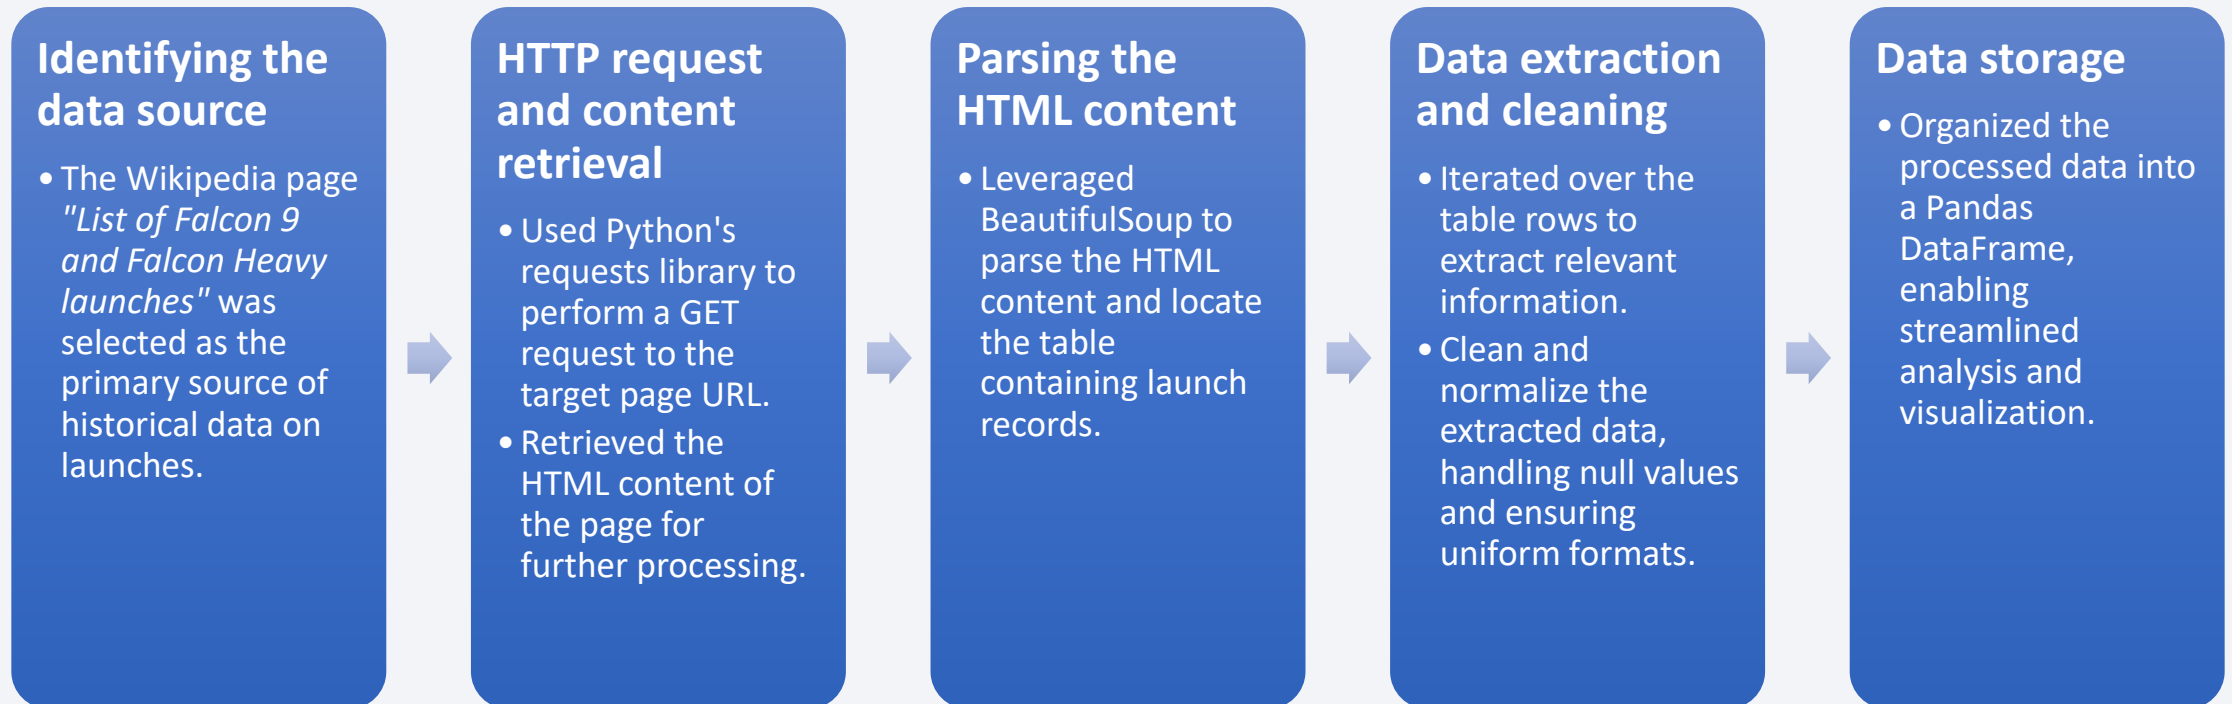 Identifying the
data source
• The Wikipedia page
"List of Falcon 9
and Falcon Heavy
launches" was
selected as the
primary source of
historical data on
launches.
HTTP request
and content
retrieval
• Used Python's
requests library to
perform a GET
request to the
target page URL.
• Retrieved the
HTML content of
the page for
further processing.
Parsing the
HTML content
• Leveraged
BeautifulSoup to
parse the HTML
content and locate
the table
containing launch
records.
Data extraction
and cleaning
• Iterated over the
table rows to
extract relevant
information.
• Clean and
normalize the
extracted data,
handling null values
and ensuring
uniform formats.
Data storage
• Organized the
processed data into
a Pandas
DataFrame,
enabling
streamlined
analysis and
visualization.